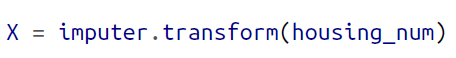 X = imputer.transform(housing_num)